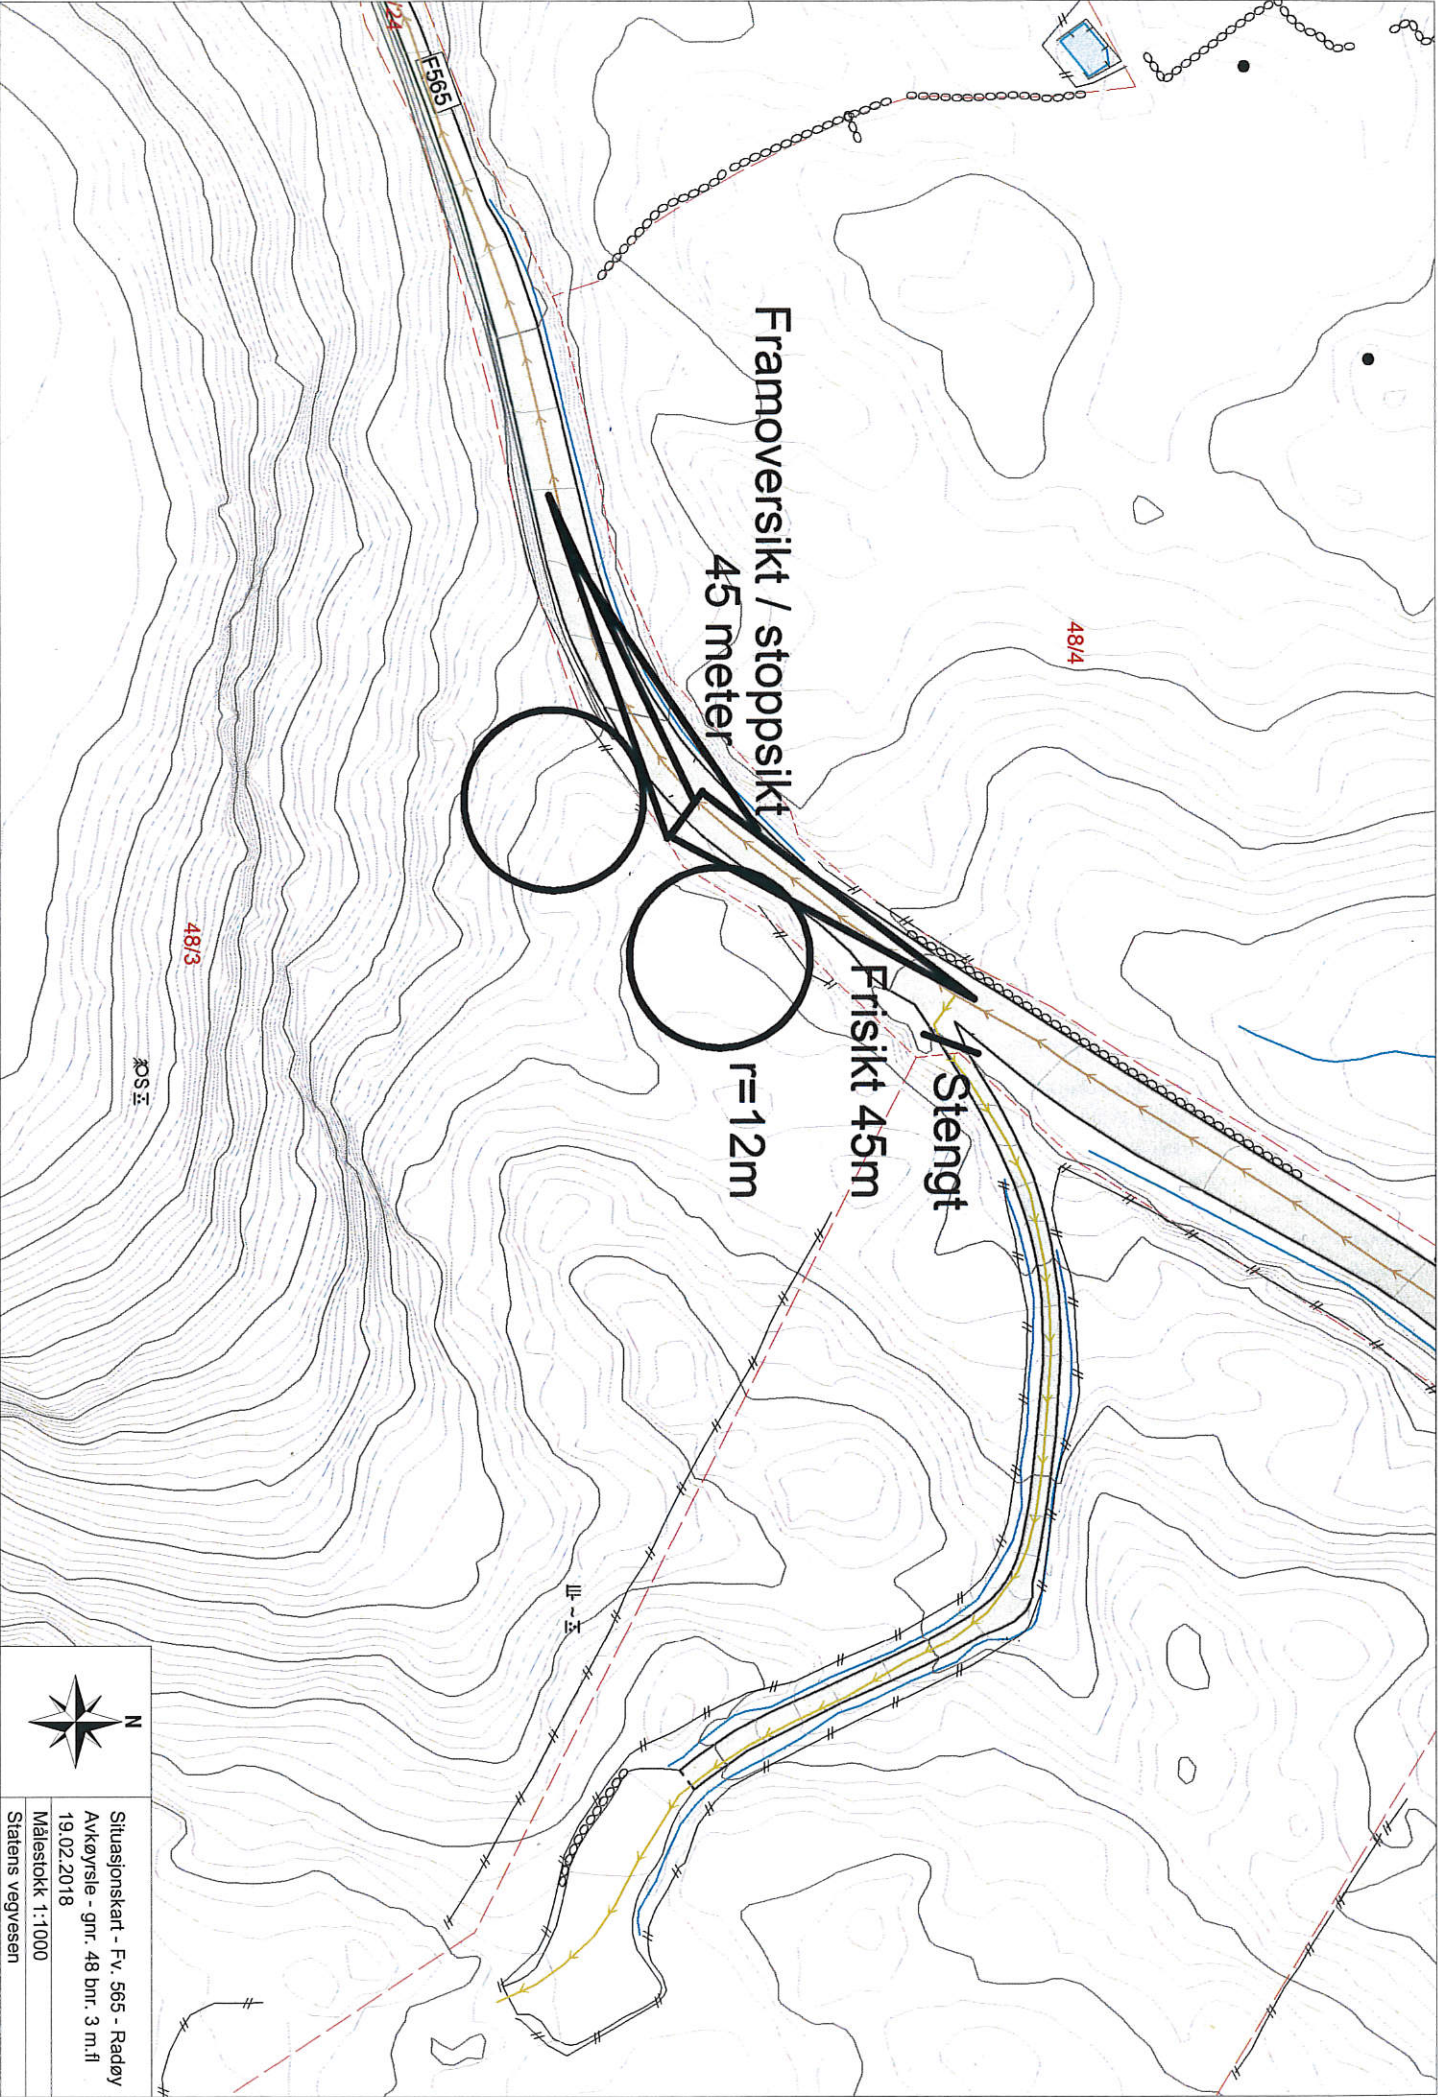 F565
/24
Framoversikt / stoppsikt
45 meter
48/4
Frisikt 45m
Stengt
r=12m
48/3
N
Situasjonskart - Fv. 565 - Radøy
Avkøyrsle - gnr. 48 bnr. 3 m.fl
19.02.2018
Målestokk 1:1000
Statens vegvesen